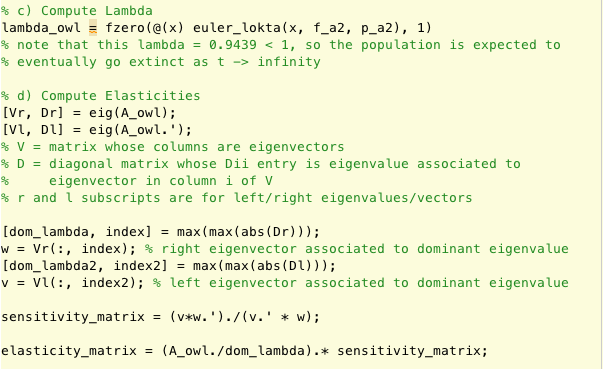 % c) Compute Lambda
lambda_owl = fzero(@(x) euler_lokta(x, f_a2, p_a2), 1)
% note that this lambda = 0.9439 < 1, so the population is expected to
% eventually go extinct as t -> infinity
% d) Compute Elasticities
[Vr, Dr] = eig(A_owl);
[Vl, Dl] = eig(A_owl.');
% V = matrix whose columns are eigenvectors
% D = diagonal matrix whose Dii entry is eigenvalue associated to
%     eigenvector in column i of V
% r and l subscripts are for left/right eigenvalues/vectors
[dom_lambda, index] = max(max(abs(Dr)));
w = Vr(:, index); % right eigenvector associated to dominant eigenvalue
[dom_lambda2, index2] = max(max(abs(Dl)));
v = Vl(:, index2); % left eigenvector associated to dominant eigenvalue
sensitivity_matrix = (v*w.')./(v.' * w);
elasticity_matrix = (A_owl./dom_lambda).* sensitivity_matrix;